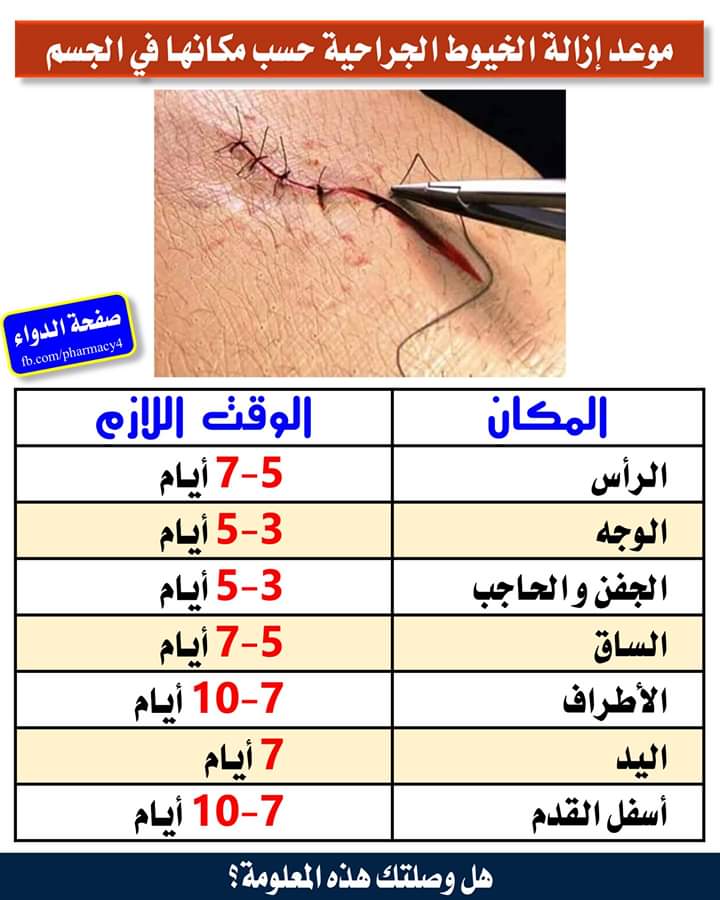 موعد إزالة الخيوط الجراحية حسب مكانها في الجسم
صفحة الدواء
fb.com/pharmacy4
المكان الوقت اللازم
الرأس 5-7 أيام
الوجه 3-5 أيام
الجفن والحاجب 3-5 أيام
الساق 5-7 أيام
الأطراف 7-10 أيام
اليد 7 أيام
أسفل القدم 7-10 أيام
هل وصلتك هذه المعلومة؟